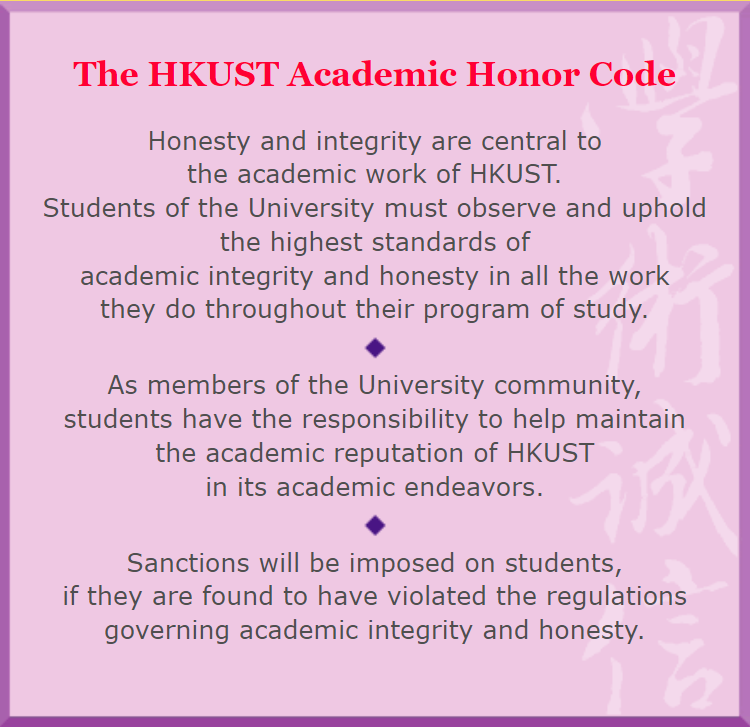 The HKUST Academic Honor Code
Honesty and integrity are central to
the academic work of HKUST.
Students of the University must observe and uphold
the highest standards of
academic integrity and honesty in all the work
they do throughout their program of study.
As members of the University community,
students have the responsibility to help maintain
the academic reputation of HKUST
in its academic endeavors.
Sanctions will be imposed on students,
if they are found to have violated the regulations
governing academic integrity and honesty.
學術誠信